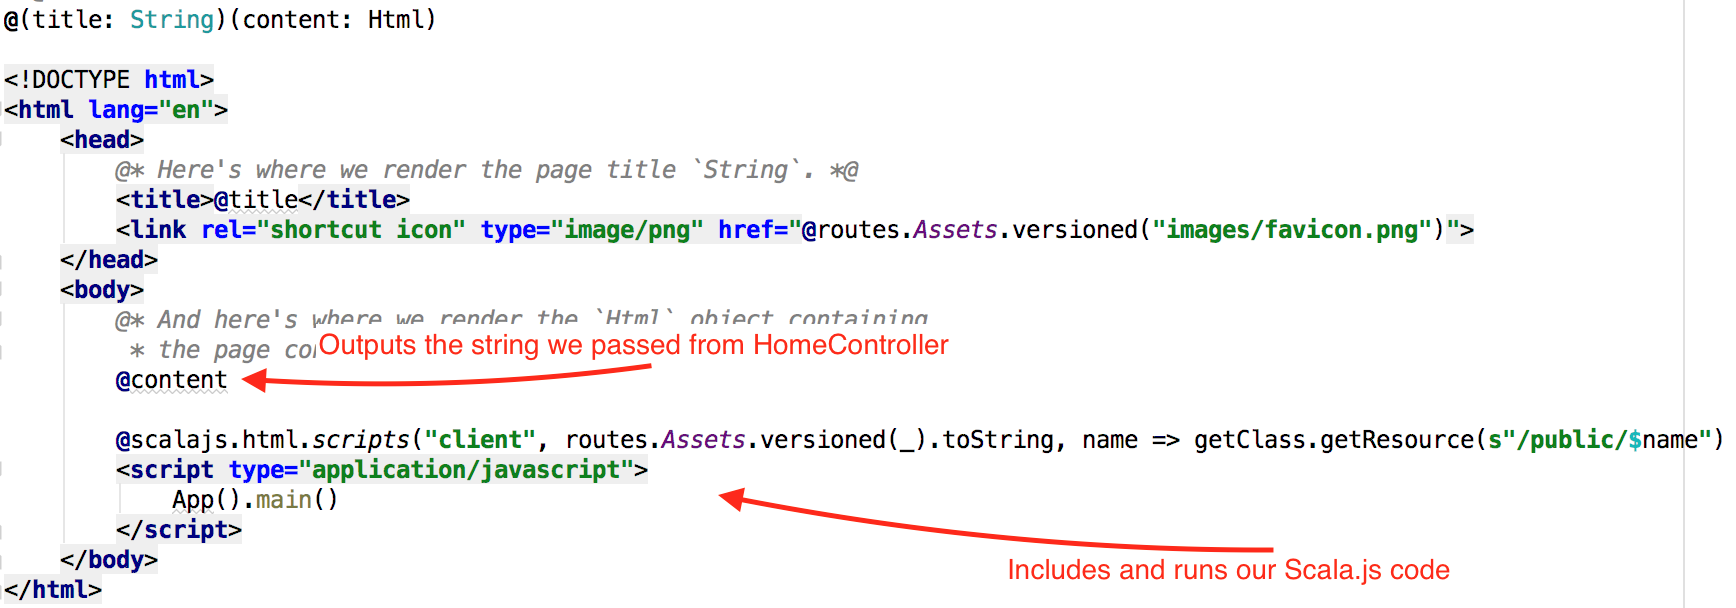 @(title: String)(content: Html)
<!DOCTYPE html>
<html lang="en">
<head>
@* Here's where we render the page title `String`. *@
<title>@title</title>
<link rel="shortcut icon" type="image/png" href="@routes.Assets.versioned("images/favicon.png")">
</head>
<body>
@* And here's where we render the `Html` object containing
* the page co
Outputs the string we passed from HomeController
@content
@scalajs.html.scripts("client", routes.Assets.versioned(_).toString, name => getClass.getResource(s"/public/$name")
<script type="application/javascript">
App().main()
</script>
</body>
Includes and runs our Scala.js code
</html>